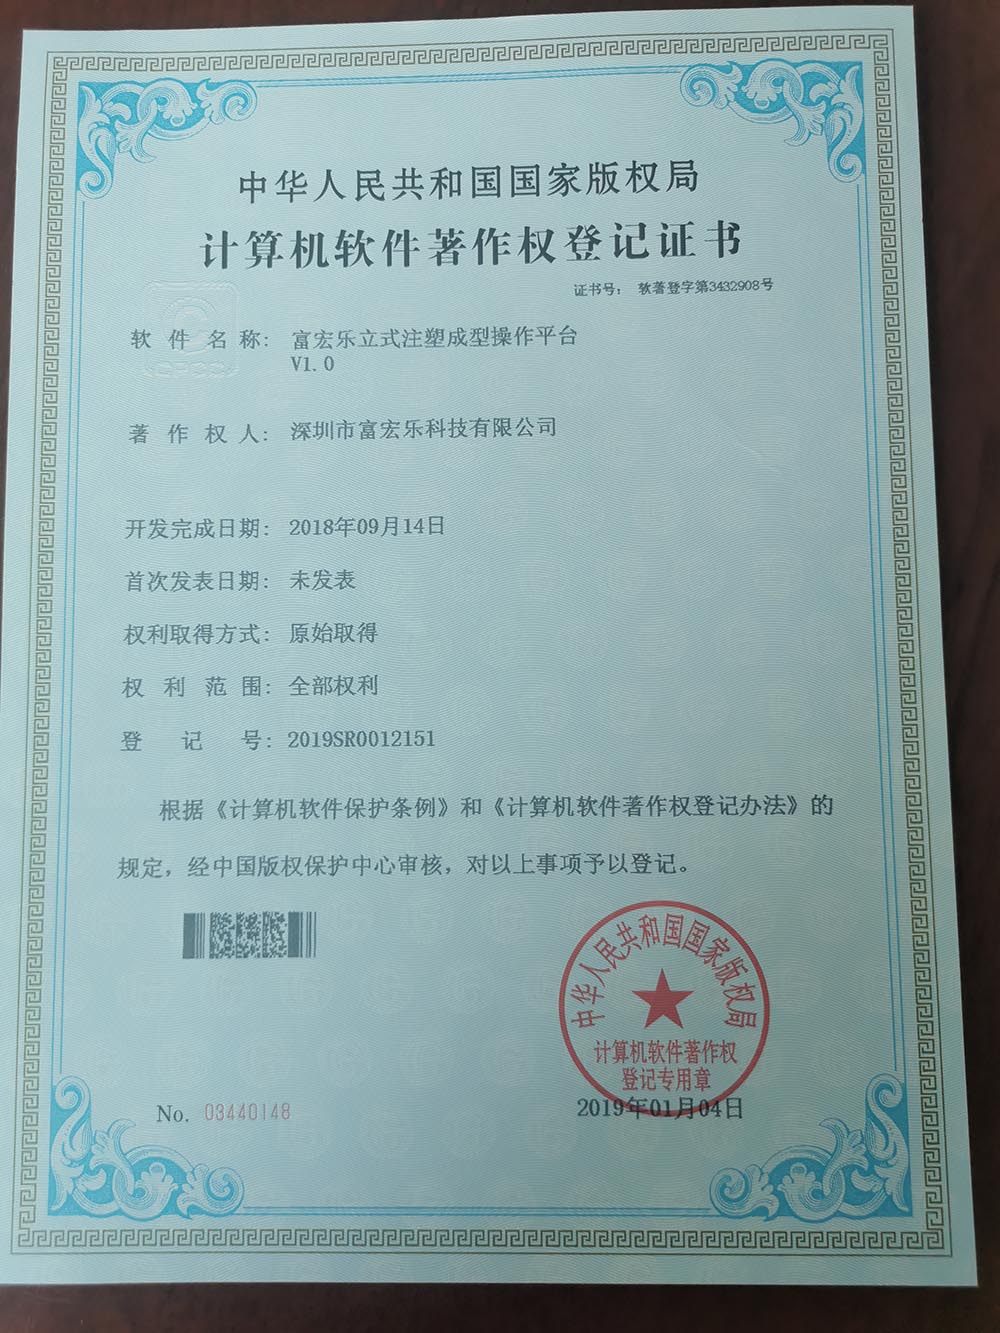 中华人民共和国国家版权局
计算机软件著作权登记证书
证书号： 软著登字第3432908号
软件名称： 富宏乐立式注塑成型操作平台
V1.0
著作权人： 深圳市富宏乐科技有限公司
开发完成日期： 2018年09月14日
首次发表日期： 未发表
权利取得方式： 原始取得
权利范围： 全部权利
登记号： 2019SR0012151
根据《计算机软件保护条例》和《计算机软件著作权登记办法》的
规定，经中国版权保护中心审核，对以上事项予以登记。
中华人民共和国国家版权局
计算机软件著作权
登记专用章
No. 03440148
2019年01月04日